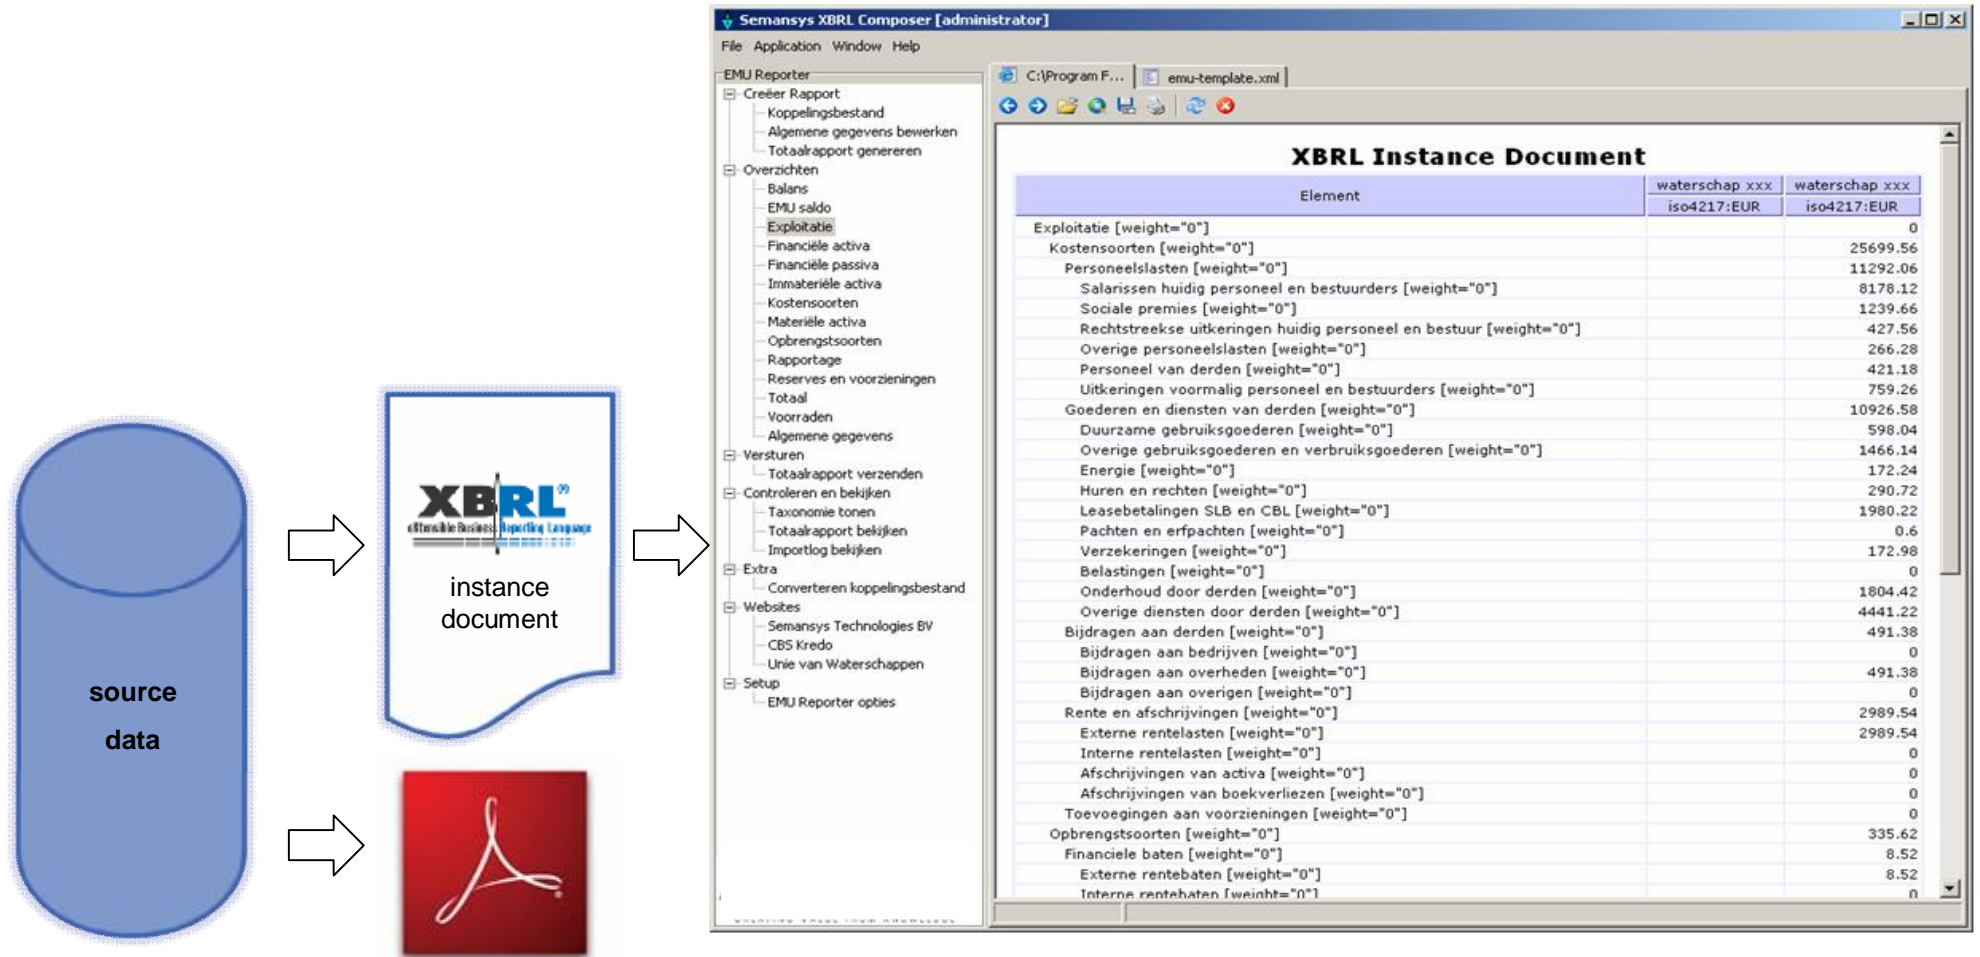 source
data
XBRL®
eXtensible Business Reporting Language
instance
document
Semansys XBRL Composer [administrator]
File Application Window Help
EMU Reporter
Creëer Rapport
Koppelingsbestand
Algemene gegevens bewerken
Totaalrapport genereren
Overzichten
Balans
EMU saldo
Exploitatie
Financiële activa
Financiële passiva
Immateriële activa
Kostensoorten
Materiële activa
Opbrengstsoorten
Rapportage
Reserves en voorzieningen
Totaal
Voorraden
Algemene gegevens
Versturen
Totaalrapport verzenden
Controleren en bekijken
Taxonomie tonen
Totaalrapport bekijken
Importlog bekijken
Extra
Converteren koppelingsbestand
Websites
Semansys Technologies BV
CBS Kredo
Unie van Waterschappen
Setup
EMU Reporter opties
C:\Program F... emu-template.xml
XBRL Instance Document
Element waterschap xxx waterschap xxx
iso4217:EUR iso4217:EUR
Exploitatie [weight="0"] 0
Kostensoorten [weight="0"] 25699.56
Personeelslasten [weight="0"] 11292.06
Salarissen huidig personeel en bestuurders [weight="0"] 8178.12
Sociale premies [weight="0"] 1239.66
Rechtstreekse uitkeringen huidig personeel en bestuur [weight="0"] 427.56
Overige personeelslasten [weight="0"] 266.28
Personeel van derden [weight="0"] 421.18
Uitkeringen voormalig personeel en bestuurders [weight="0"] 759.26
Goederen en diensten van derden [weight="0"] 10926.58
Duurzame gebruiksgoederen [weight="0"] 598.04
Overige gebruiksgoederen en verbruiksgoederen [weight="0"] 1466.14
Energie [weight="0"] 172.24
Huren en rechten [weight="0"] 290.72
Leasebetalingen SLB en CBL [weight="0"] 1980.22
Pachten en erfpachten [weight="0"] 0.6
Verzekeringen [weight="0"] 172.98
Belastingen [weight="0"] 0
Onderhoud door derden [weight="0"] 1804.42
Overige diensten door derden [weight="0"] 4441.22
Bijdragen aan derden [weight="0"] 491.38
Bijdragen aan bedrijven [weight="0"] 0
Bijdragen aan overheden [weight="0"] 491.38
Bijdragen aan overigen [weight="0"] 0
Rente en afschrijvingen [weight="0"] 2989.54
Externe rentelasten [weight="0"] 2989.54
Interne rentelasten [weight="0"] 0
Afschrijvingen van activa [weight="0"] 0
Afschrijvingen van boekverliezen [weight="0"] 0
Toevoegingen aan voorzieningen [weight="0"] 0
Opbrengstsoorten [weight="0"] 335.62
Financiele baten [weight="0"] 8.52
Externe rentebaten [weight="0"] 8.52
Interne rentebaten [weight="0"] 0